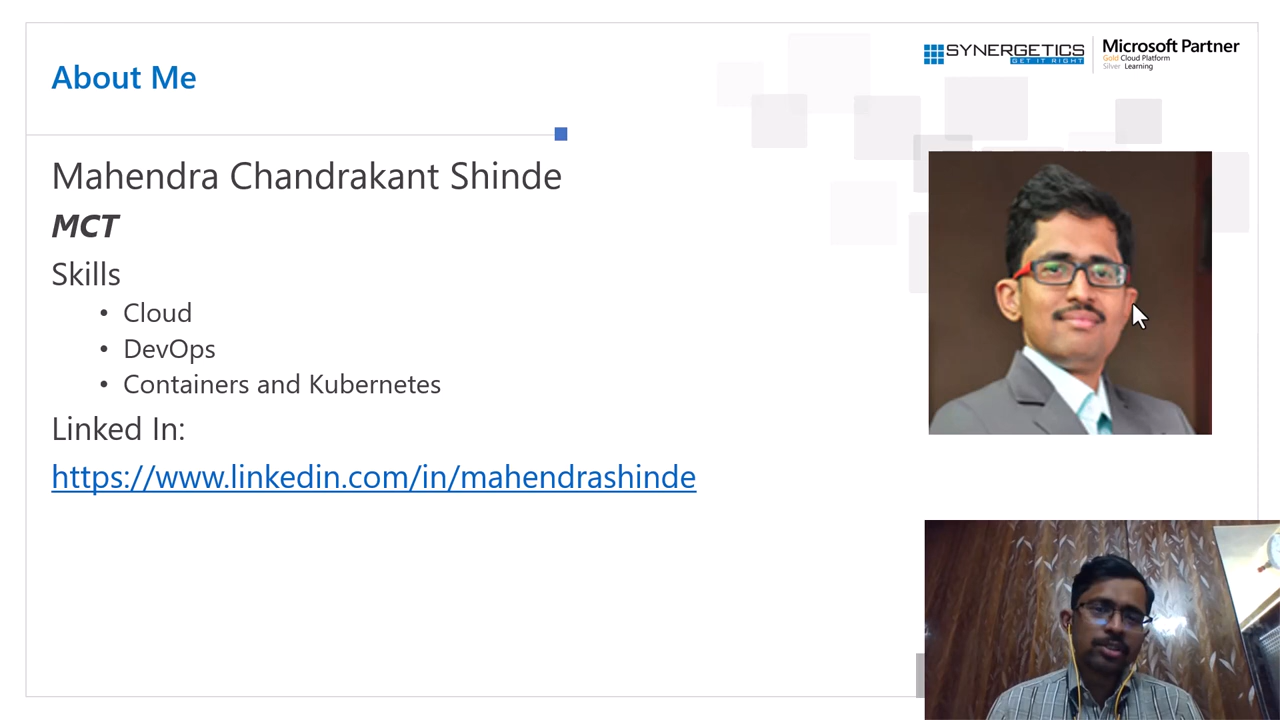 About Me
SYNERGETICS
GET IT RIGHT
Microsoft Partner
Gold Cloud Platform
Silver Learning
Mahendra Chandrakant Shinde
MCT
Skills
• Cloud
• DevOps
• Containers and Kubernetes
Linked In:
https://www.linkedin.com/in/mahendrashinde